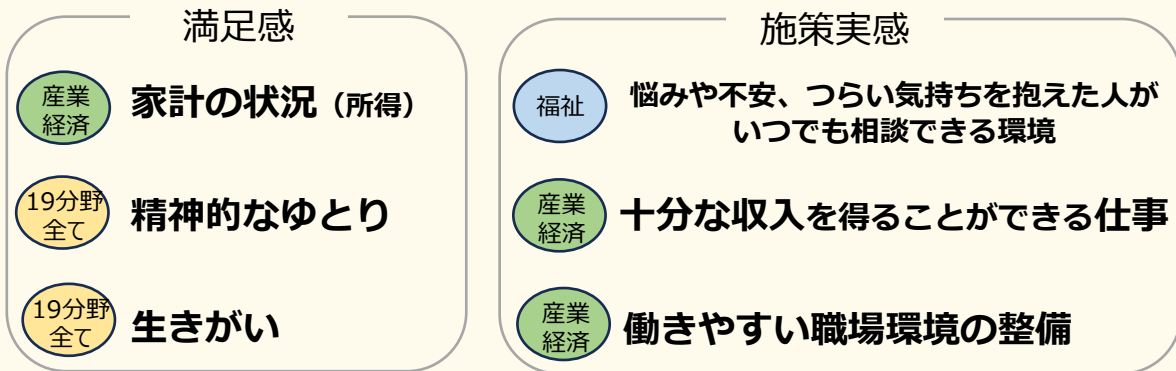 満足感
産業
経済
家計の状況（所得）
19分野
全て
精神的なゆとり
19分野
全て
生きがい
施策実感
福祉
悩みや不安、つらい気持ちを抱えた人が
いつでも相談できる環境
産業
経済
十分な収入を得ることができる仕事
産業
経済
働きやすい職場環境の整備